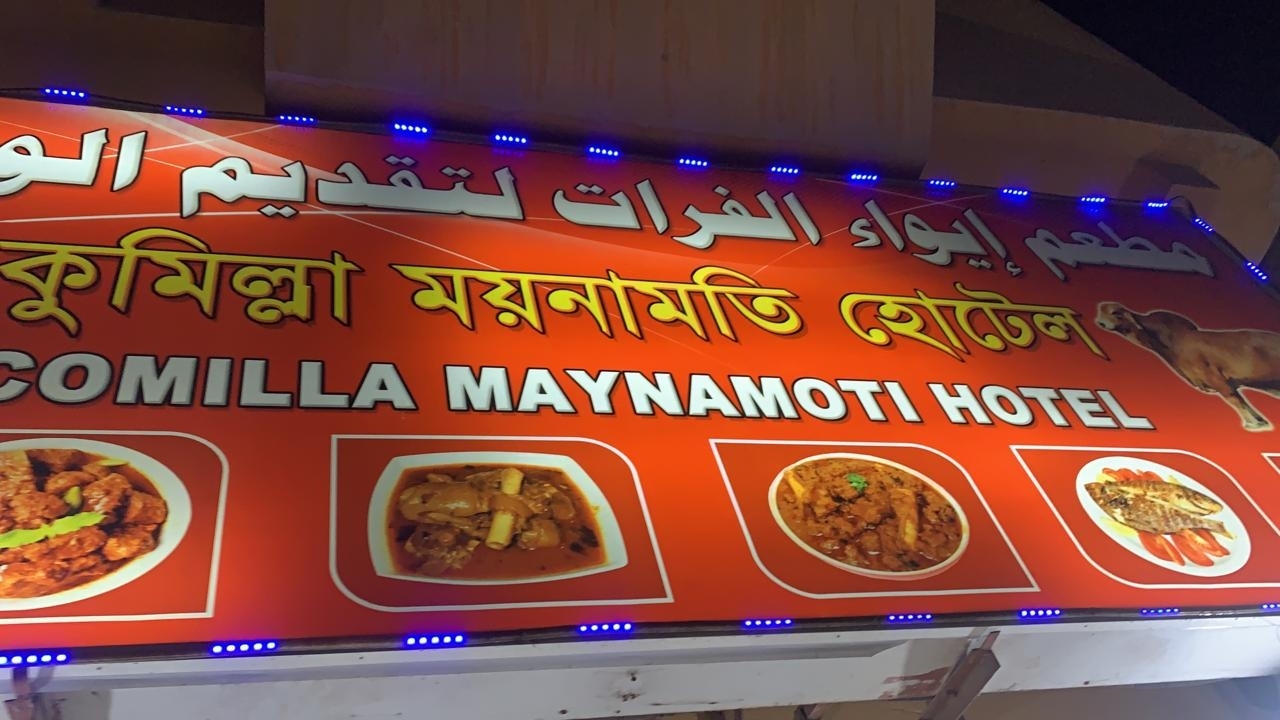 مطعم إيواء الفرات لتقديم
কুমিল্লা ময়নামতি হোটেল
COMILLA MAYNAMOTI HOTEL